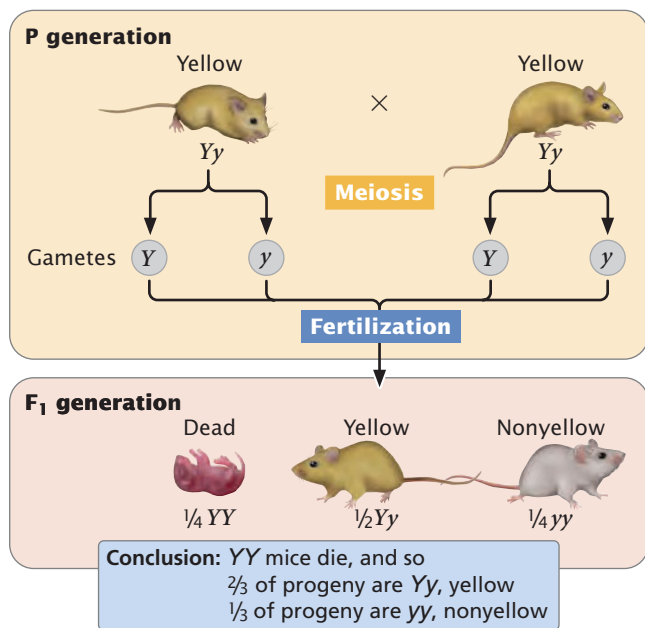 P generation
Yellow Yellow
×
Yy Yy
Meiosis
Gametes Y y Y y
Fertilization
F₁ generation
Dead Yellow Nonyellow
¼ YY ½Yy ¼ yy
Conclusion: YY mice die, and so
⅔ of progeny are Yy, yellow
⅓ of progeny are yy, nonyellow